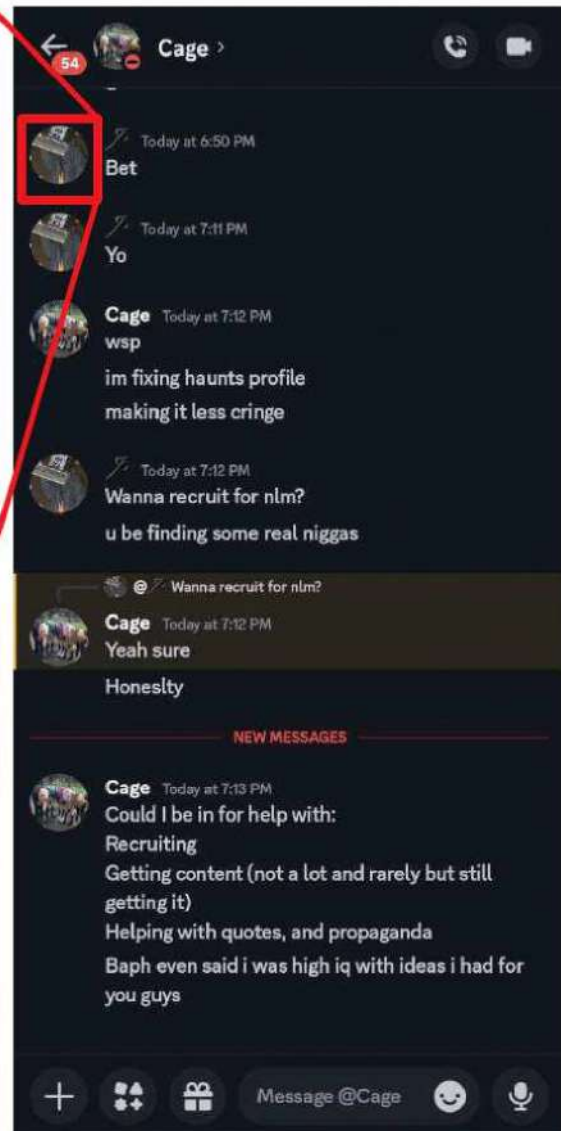 54
Cage >
Today at 6:50 PM
Bet
Today at 7:11 PM
Yo
Cage Today at 7:12 PM
wsp
im fixing haunts profile
making it less cringe
Today at 7:12 PM
Wanna recruit for nlm?
u be finding some real niggas
@ Wanna recruit for nlm?
Cage Today at 7:12 PM
Yeah sure
Honeslty
NEW MESSAGES
Cage Today at 7:13 PM
Could I be in for help with:
Recruiting
Getting content (not a lot and rarely but still
getting it)
Helping with quotes, and propaganda
Baph even said i was high iq with ideas i had for
you guys
Message @Cage